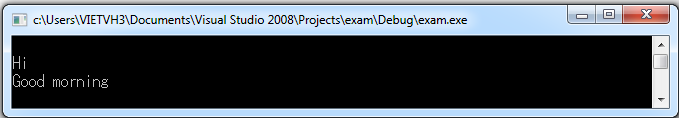 c:\Users\VIETVH3\Documents\Visual Studio 2008\Projects\exam\Debug\exam.exe
Hi
Good morning